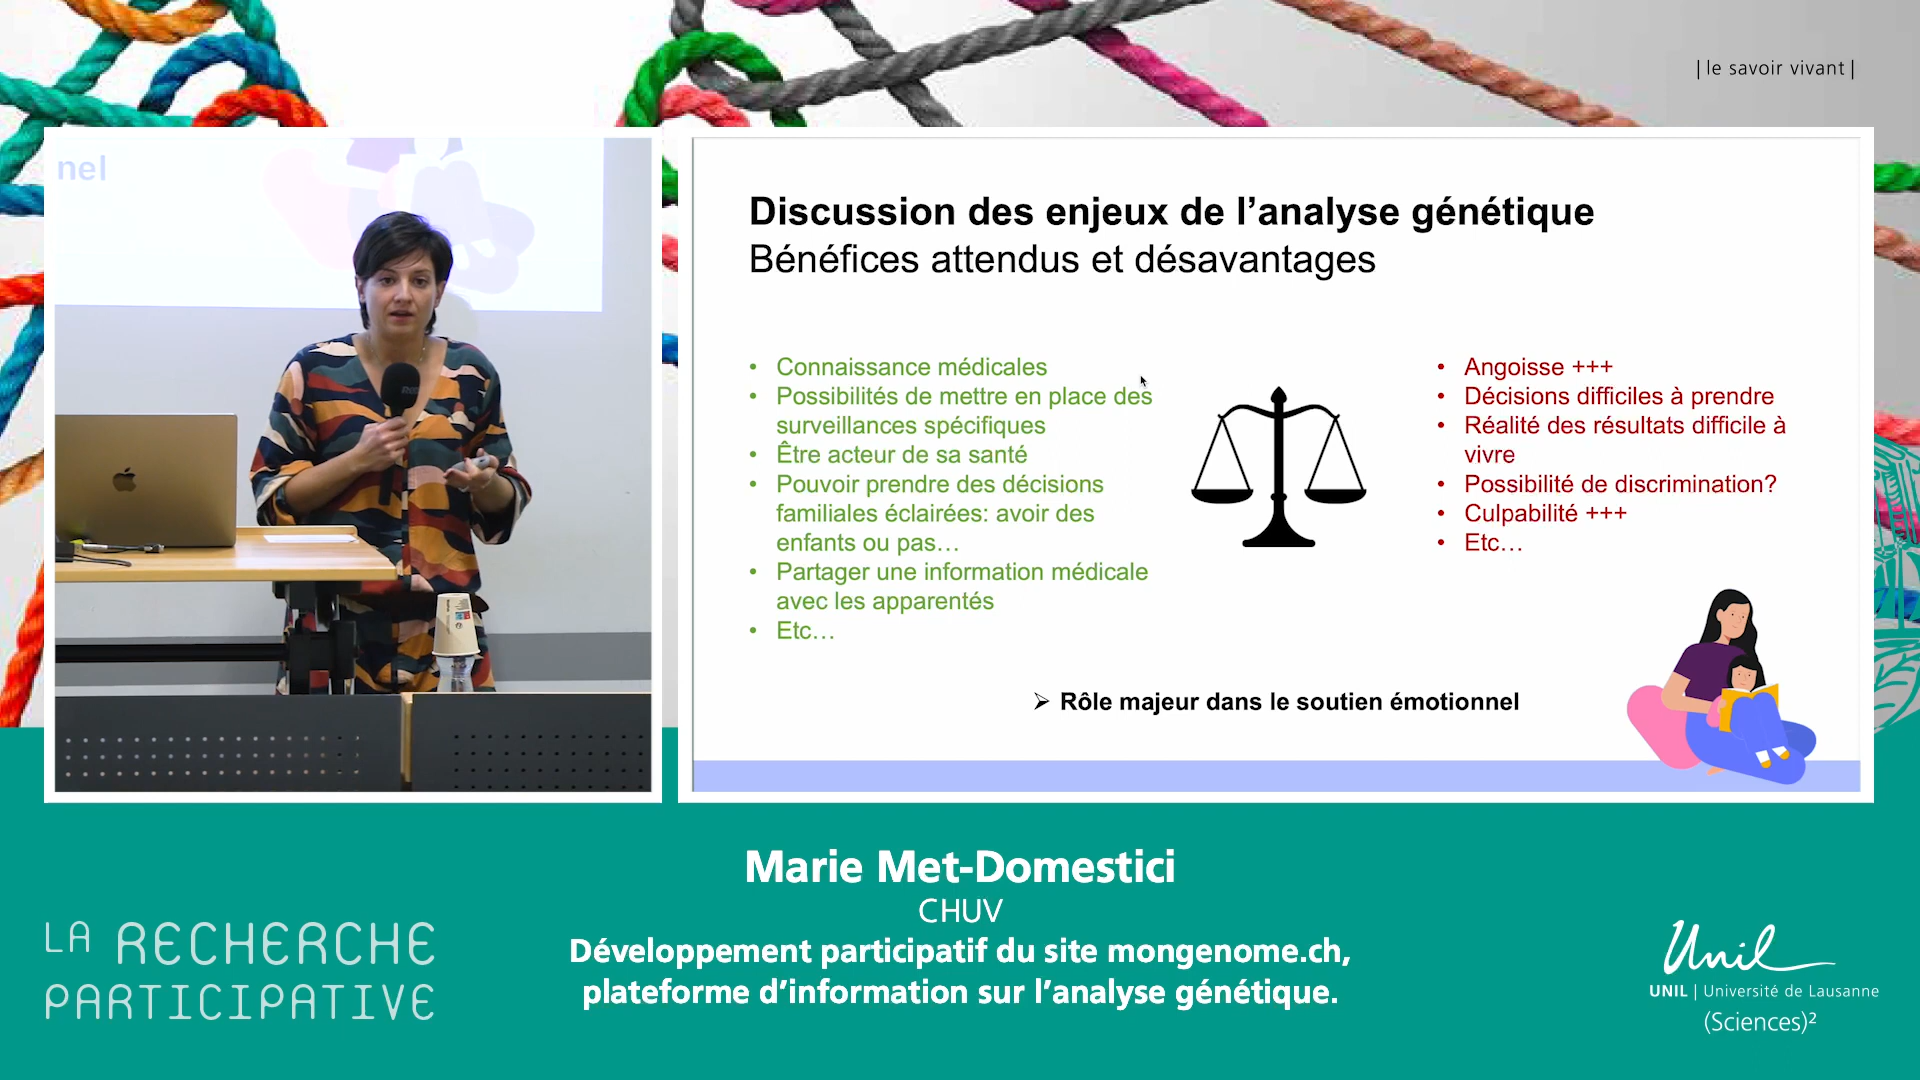 | le savoir vivant |
nel
Discussion des enjeux de l’analyse génétique
Bénéfices attendus et désavantages
• Connaissance médicales
• Possibilités de mettre en place des
surveillances spécifiques
• Être acteur de sa santé
• Pouvoir prendre des décisions
familiales éclairées: avoir des
enfants ou pas…
• Partager une information médicale
avec les apparentés
• Etc…
• Angoisse +++
• Décisions difficiles à prendre
• Réalité des résultats difficile à
vivre
• Possibilité de discrimination?
• Culpabilité +++
• Etc…
➢ Rôle majeur dans le soutien émotionnel
Marie Met-Domestici
CHUV
Développement participatif du site mongenome.ch,
plateforme d’information sur l’analyse génétique.
LA RECHERCHE
PARTICIPATIVE
Unil
UNIL | Université de Lausanne
(Sciences)²